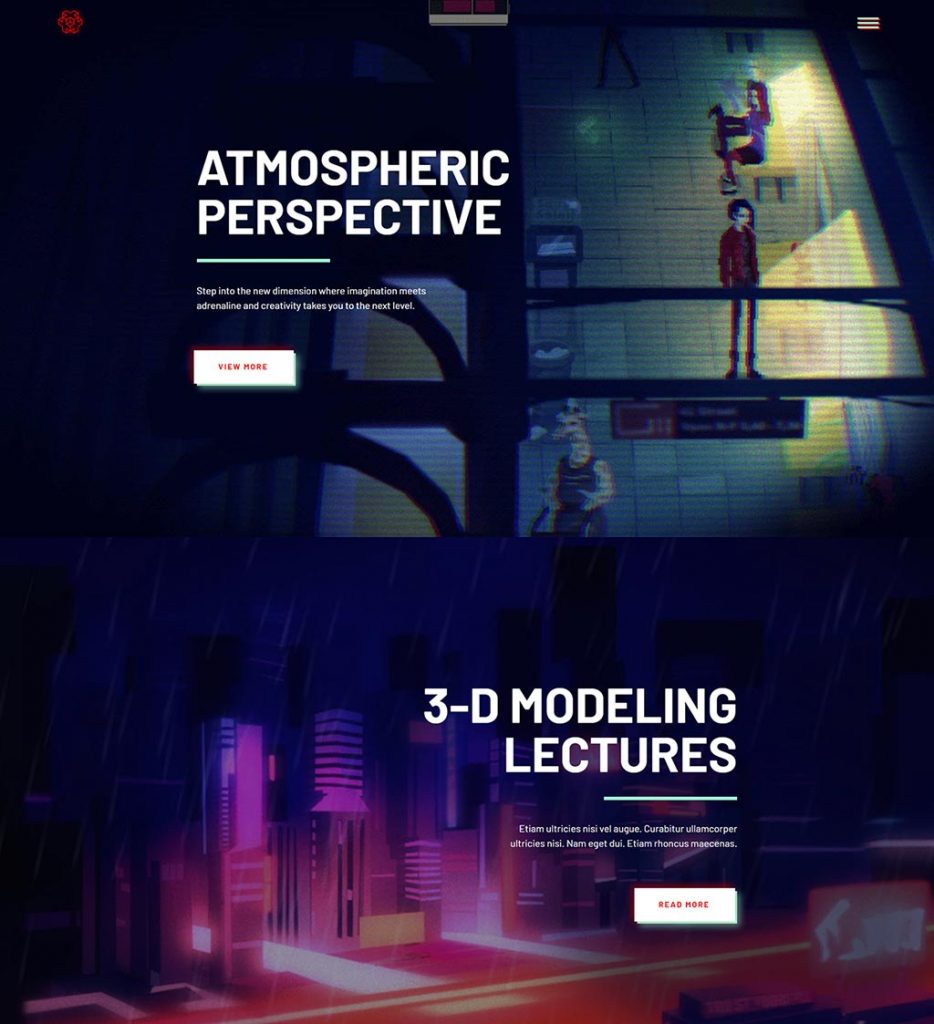 ATMOSPHERIC
PERSPECTIVE
Step into the new dimension where imagination meets
adrenaline and creativity takes you to the next level.
VIEW MORE
3-D MODELING
LECTURES
Etiam ultricies nisi vel augue. Curabitur ullamcorper
ultricies nisi. Nam eget dui. Etiam rhoncus maecenas.
READ MORE